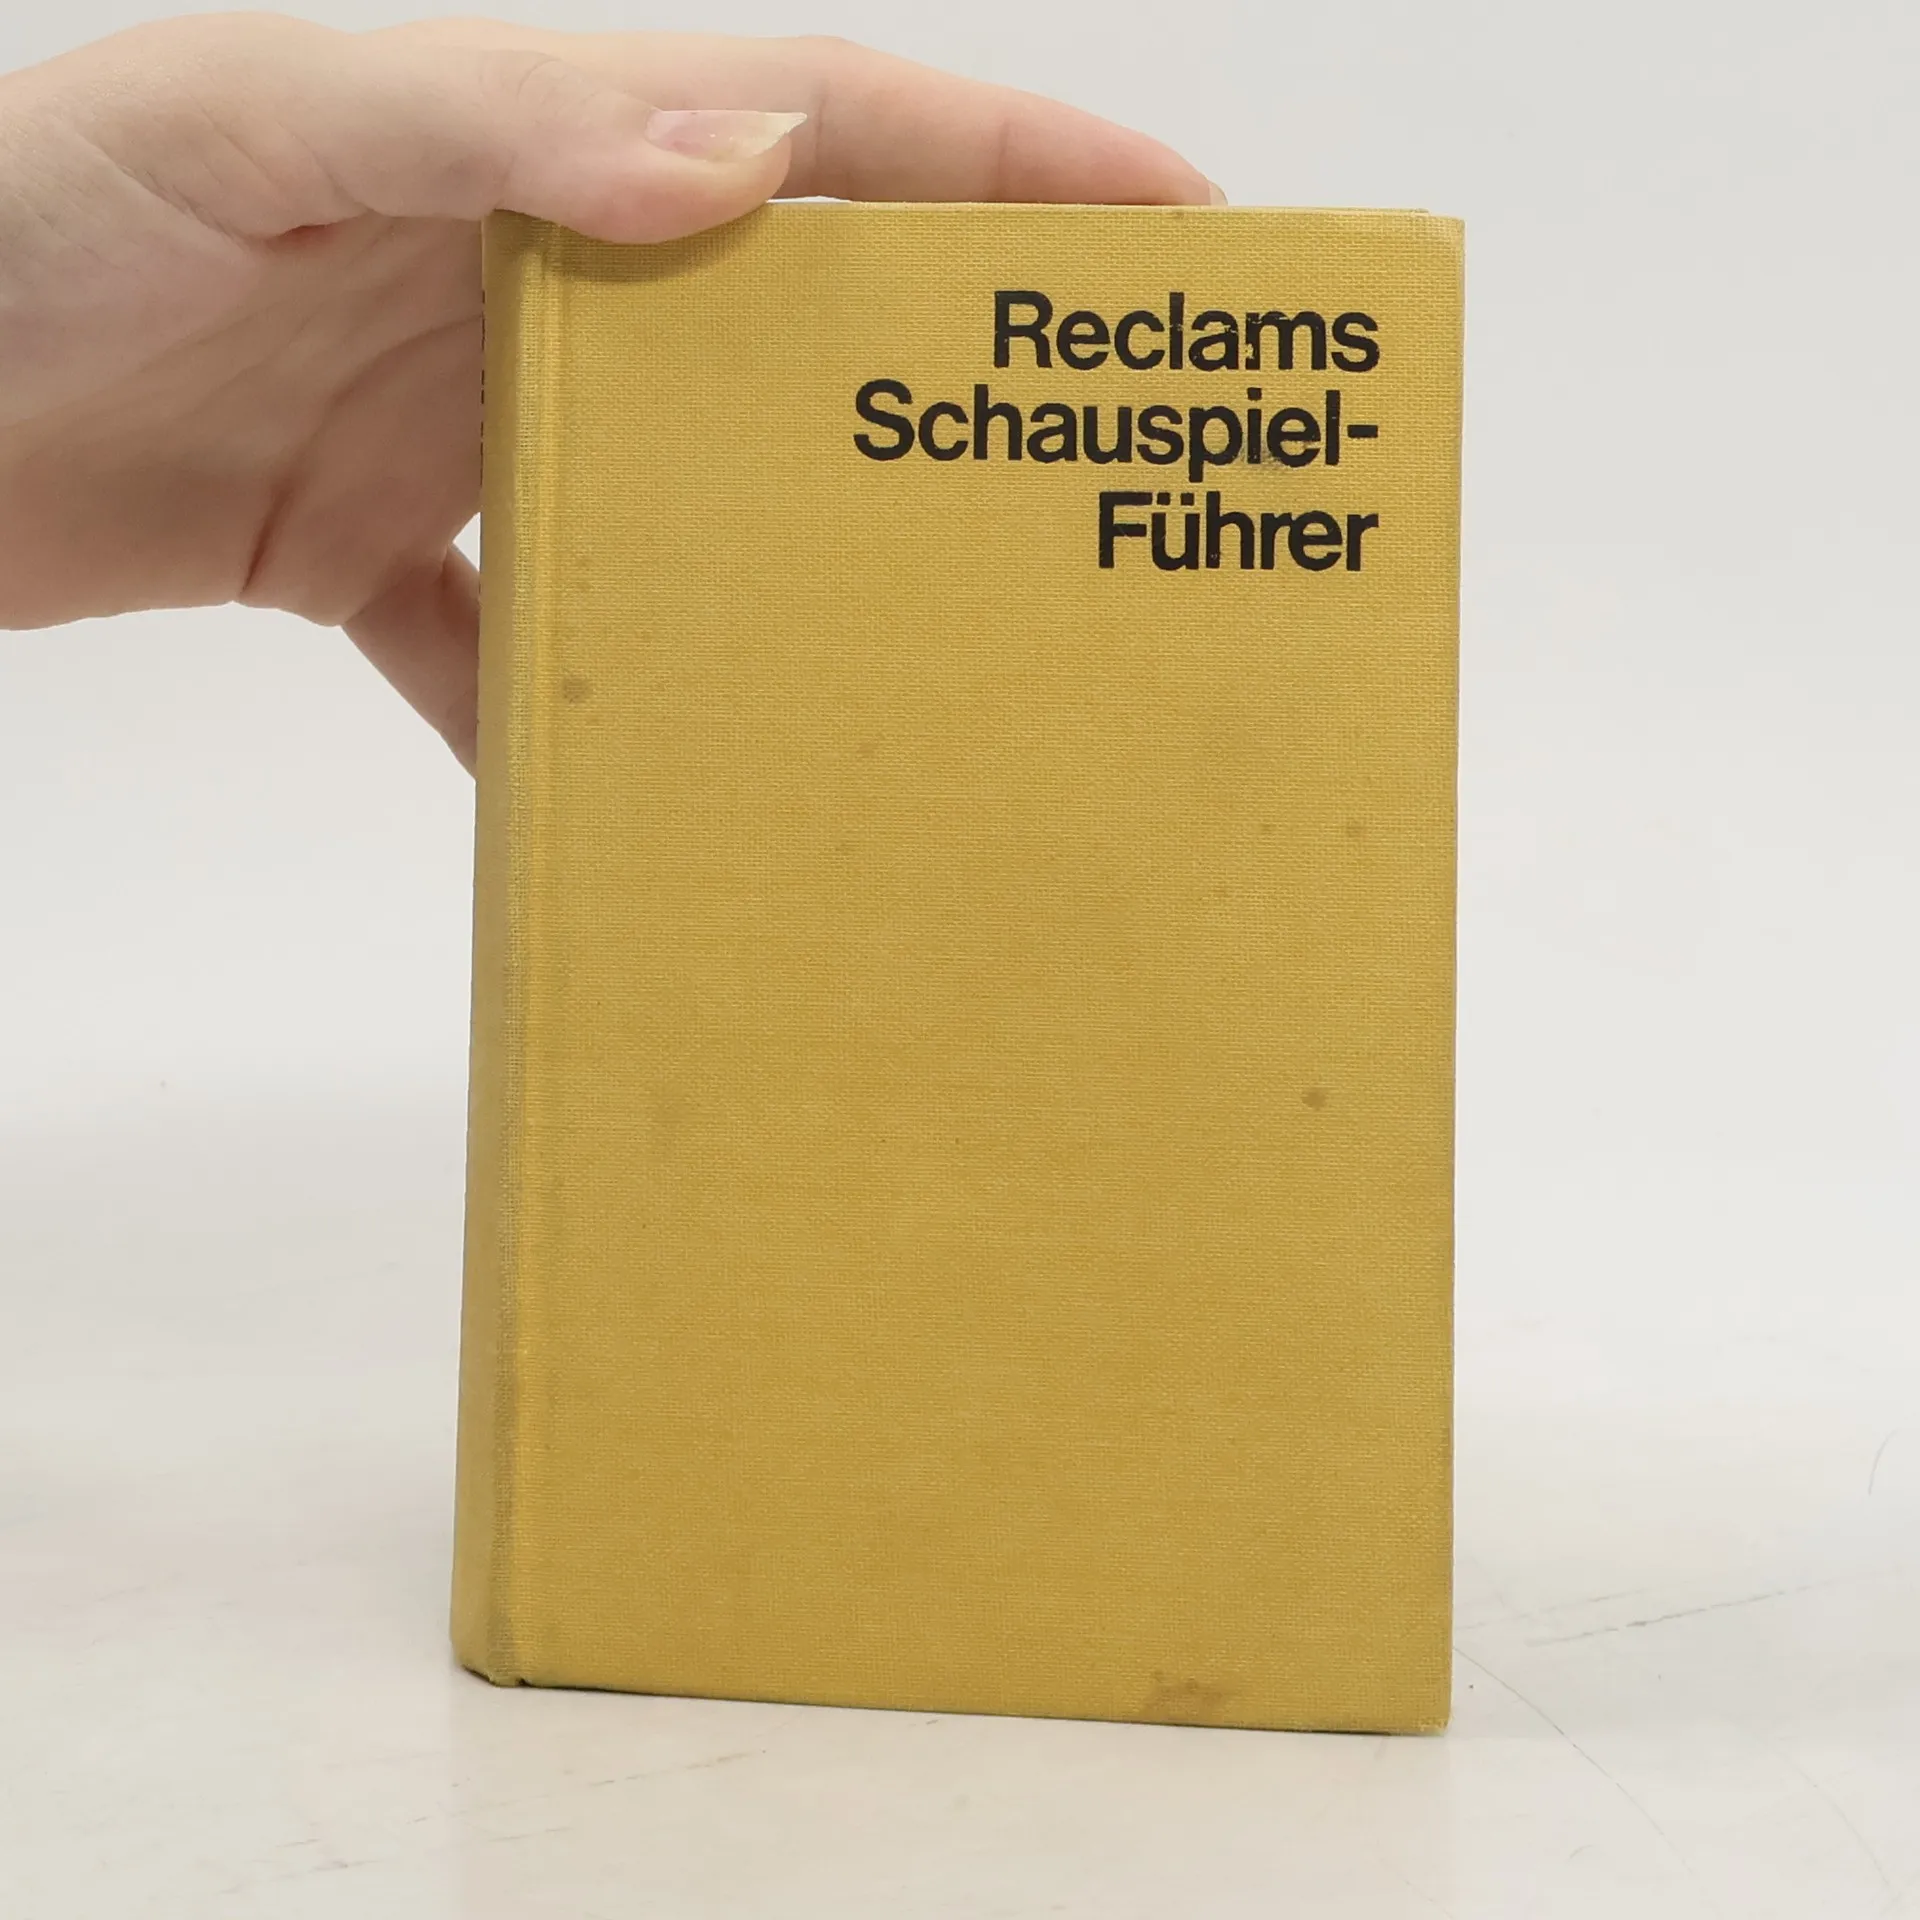 Reclams
Schauspiel-
Führer